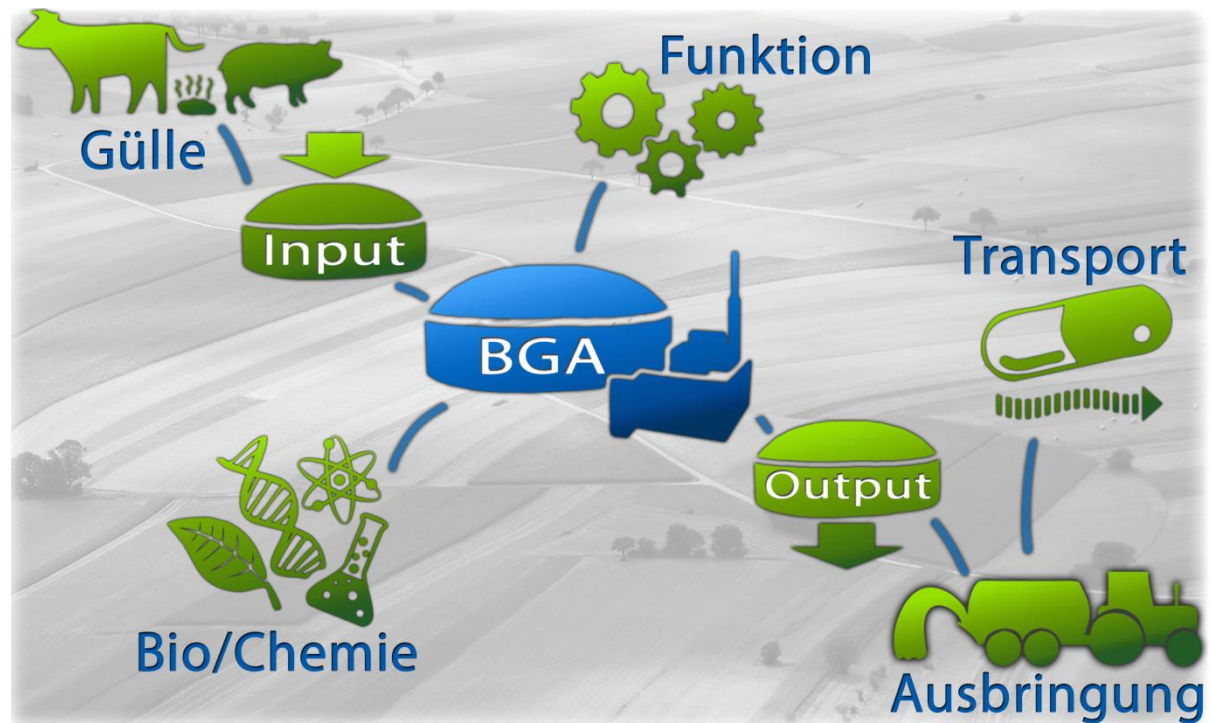 Funktion
Gülle
Input
Transport
BGA
Output
Bio/Chemie
Ausbringung